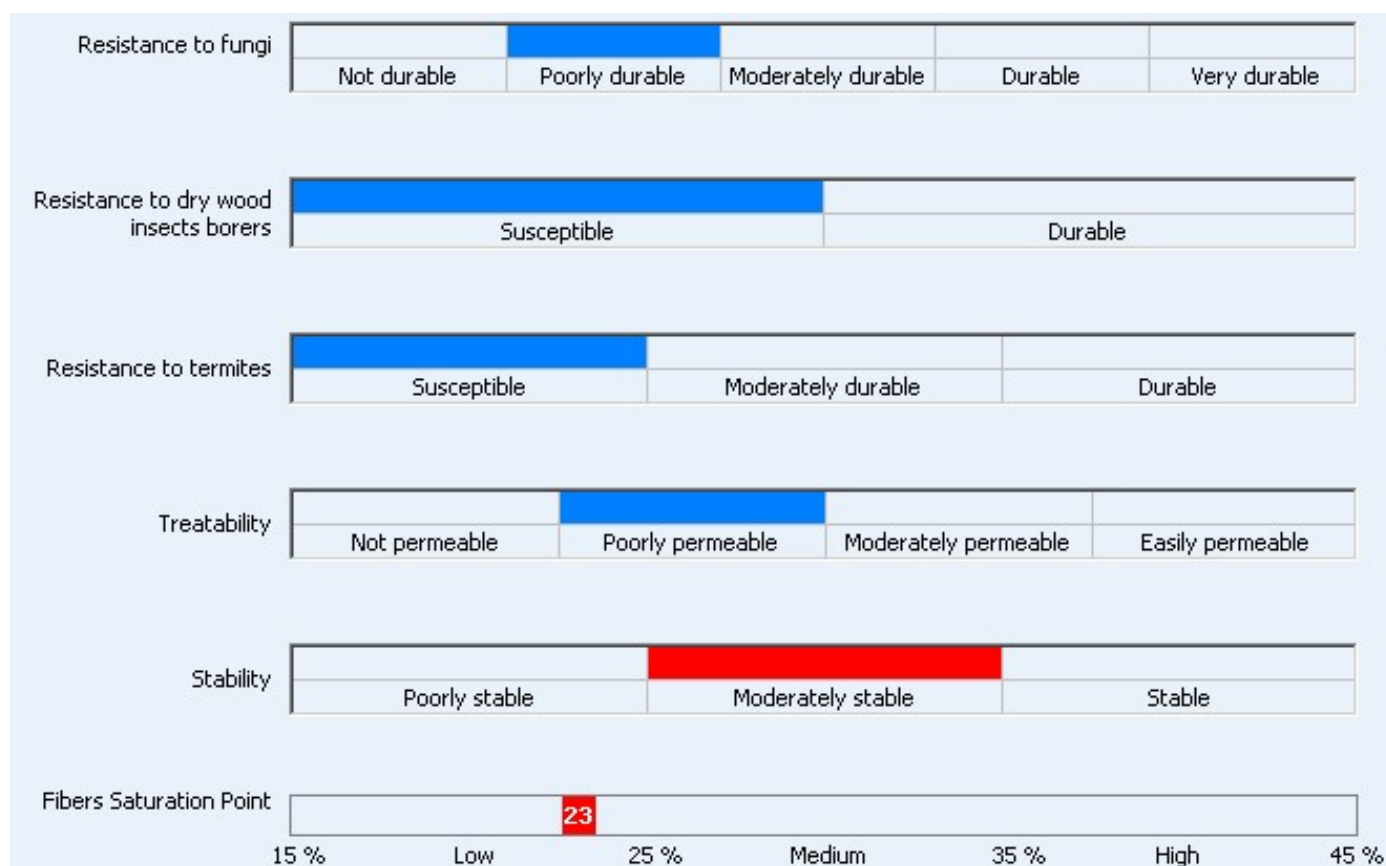 Resistance to fungi
Not durable Poorly durable Moderately durable Durable Very durable
Resistance to dry wood
insects borers
Susceptible Durable
Resistance to termites
Susceptible Moderately durable Durable
Treatability
Not permeable Poorly permeable Moderately permeable Easily permeable
Stability
Poorly stable Moderately stable Stable
Fibers Saturation Point
23
15 % Low 25 % Medium 35 % High 45 %